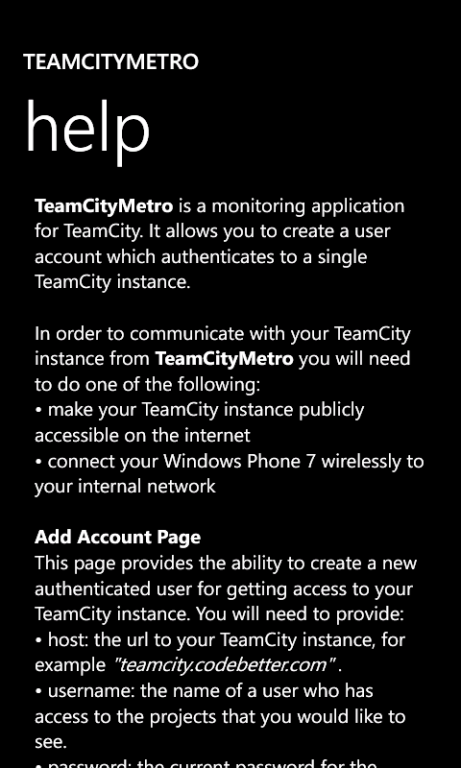 TEAMCITYMETRO
help
TeamCityMetro is a monitoring application
for TeamCity. It allows you to create a user
account which authenticates to a single
TeamCity instance.
In order to communicate with your TeamCity
instance from TeamCityMetro you will need
to do one of the following:
• make your TeamCity instance publicly
accessible on the internet
• connect your Windows Phone 7 wirelessly to
your internal network
Add Account Page
This page provides the ability to create a new
authenticated user for getting access to your
TeamCity instance. You will need to provide:
• host: the url to your TeamCity instance, for
example "teamcity.codebetter.com".
• username: the name of a user who has
access to the projects that you would like to
see.
• password: the current password for the